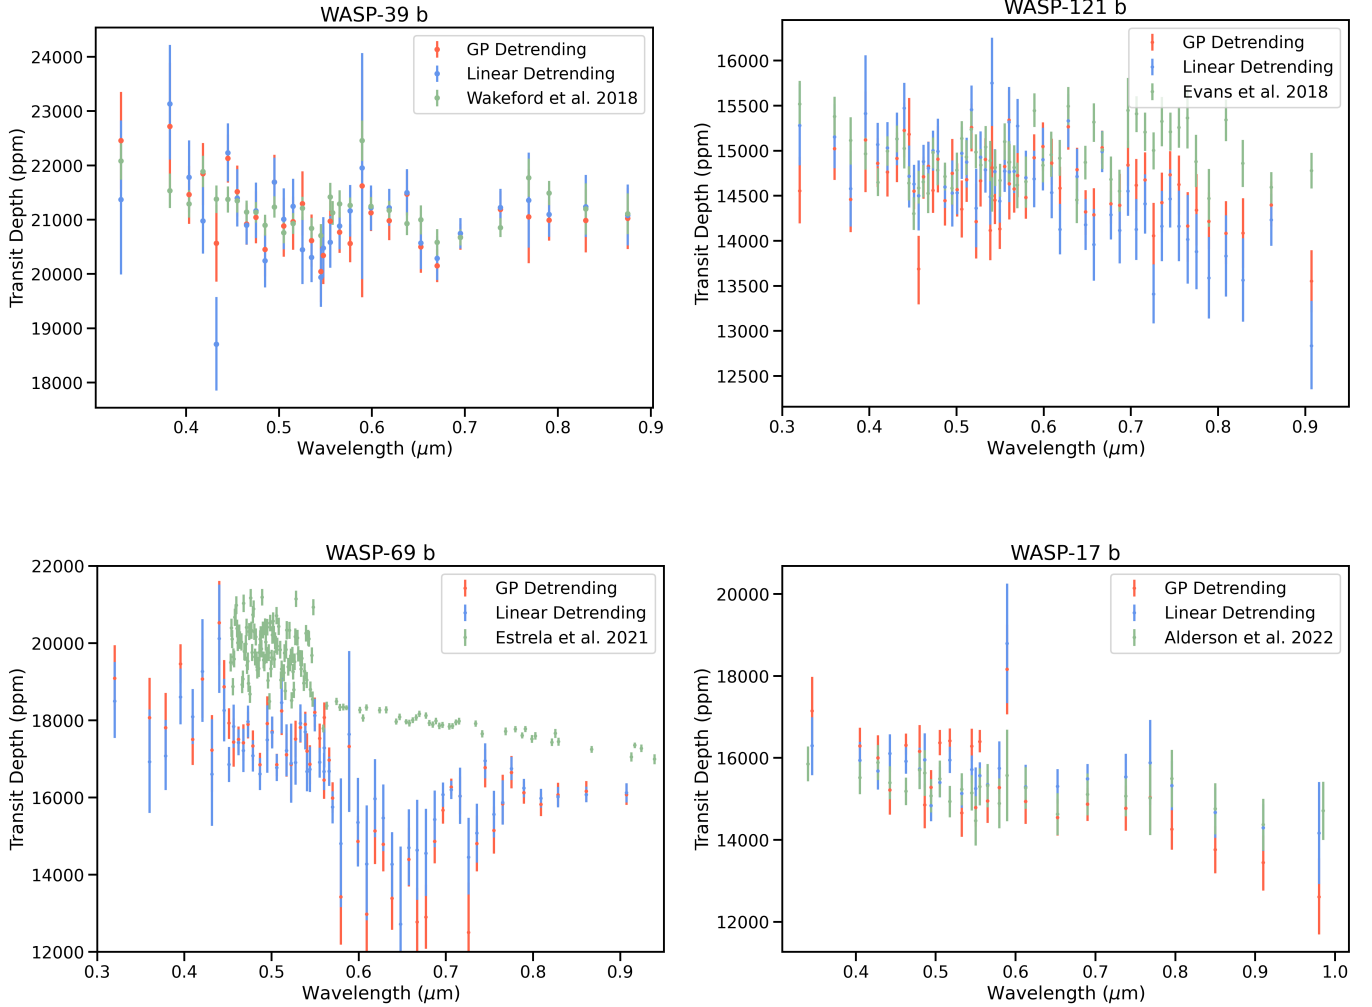 WASP-39 b
GP Detrending
Linear Detrending
Wakeford et al. 2018
Transit Depth (ppm)
24000
23000
22000
21000
20000
19000
18000
0.4 0.5 0.6 0.7 0.8 0.9
Wavelength (μm)
WASP-121 b
GP Detrending
Linear Detrending
Evans et al. 2018
Transit Depth (ppm)
16000
15500
15000
14500
14000
13500
13000
12500
0.3 0.4 0.5 0.6 0.7 0.8 0.9
Wavelength (μm)
WASP-69 b
GP Detrending
Linear Detrending
Estrela et al. 2021
Transit Depth (ppm)
22000
20000
18000
16000
14000
12000
0.3 0.4 0.5 0.6 0.7 0.8 0.9
Wavelength (μm)
WASP-17 b
GP Detrending
Linear Detrending
Alderson et al. 2022
Transit Depth (ppm)
20000
18000
16000
14000
12000
0.4 0.5 0.6 0.7 0.8 0.9 1.0
Wavelength (μm)